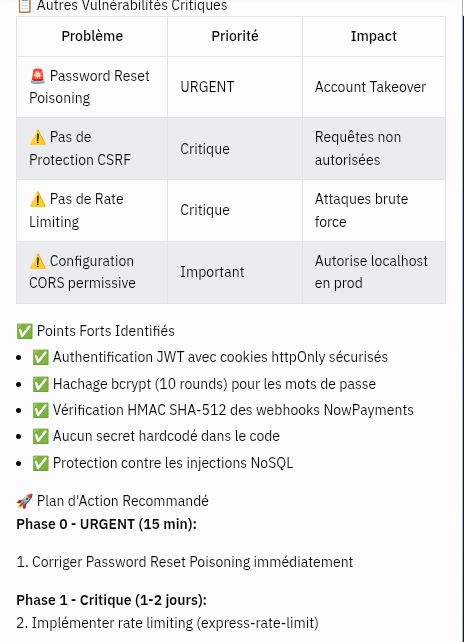 📋 Autres Vulnérabilités Critiques
Problème Priorité Impact
🚨 Password Reset
Poisoning
URGENT
Account Takeover
⚠️ Pas de
Protection CSRF
Critique
Requêtes non
autorisées
⚠️ Pas de Rate
Limiting
Critique
Attaques brute
force
⚠️ Configuration
CORS permissive
Important
Autorise localhost
en prod
✅ Points Forts Identifiés
• ✅ Authentification JWT avec cookies httpOnly sécurisés
• ✅ Hachage bcrypt (10 rounds) pour les mots de passe
• ✅ Vérification HMAC SHA-512 des webhooks NowPayments
• ✅ Aucun secret hardcodé dans le code
• ✅ Protection contre les injections NoSQL
🚀 Plan d'Action Recommandé
Phase 0 - URGENT (15 min):
1. Corriger Password Reset Poisoning immédiatement
Phase 1 - Critique (1-2 jours):
2. Implémenter rate limiting (express-rate-limit)